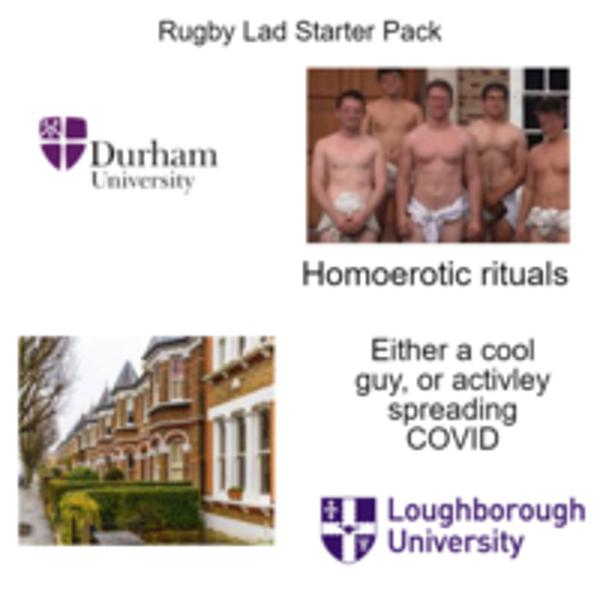 Rugby Lad Starter Pack
Durham
University
Homoerotic rituals
Either a cool
guy, or activley
spreading
COVID
Loughborough
University